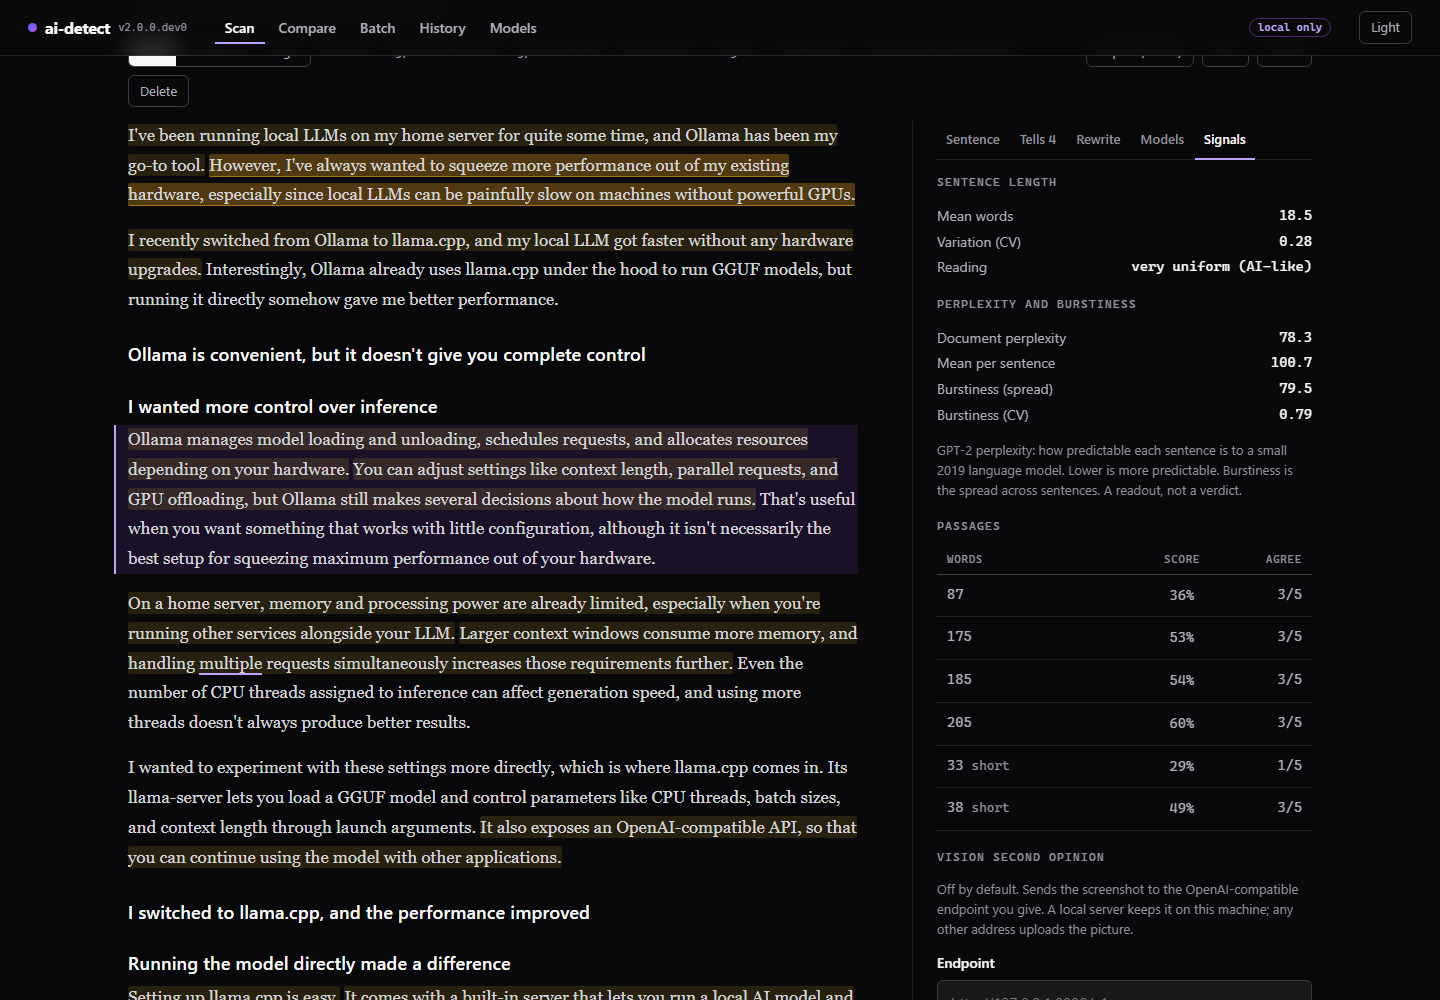 ai-detect v2.0.0.dev0 Scan Compare Batch History Models local only Light
Delete
I've been running local LLMs on my home server for quite some time, and Ollama has been my
go-to tool. However, I've always wanted to squeeze more performance out of my existing
hardware, especially since local LLMs can be painfully slow on machines without powerful GPUs.
I recently switched from Ollama to llama.cpp, and my local LLM got faster without any hardware
upgrades. Interestingly, Ollama already uses llama.cpp under the hood to run GGUF models, but
running it directly somehow gave me better performance.
Ollama is convenient, but it doesn't give you complete control
I wanted more control over inference
Ollama manages model loading and unloading, schedules requests, and allocates resources
depending on your hardware. You can adjust settings like context length, parallel requests, and
GPU offloading, but Ollama still makes several decisions about how the model runs. That's useful
when you want something that works with little configuration, although it isn't necessarily the
best setup for squeezing maximum performance out of your hardware.
On a home server, memory and processing power are already limited, especially when you're
running other services alongside your LLM. Larger context windows consume more memory, and
handling multiple requests simultaneously increases those requirements further. Even the
number of CPU threads assigned to inference can affect generation speed, and using more
threads doesn't always produce better results.
I wanted to experiment with these settings more directly, which is where llama.cpp comes in. Its
llama-server lets you load a GGUF model and control parameters like CPU threads, batch sizes,
and context length through launch arguments. It also exposes an OpenAI-compatible API, so that
you can continue using the model with other applications.
I switched to llama.cpp, and the performance improved
Running the model directly made a difference
Setting up llama.cpp is easy. It comes with a built-in server that lets you run a local AI model and
Sentence Tells 4 Rewrite Models Signals
SENTENCE LENGTH
Mean words 18.5
Variation (CV) 0.28
Reading very uniform (AI-like)
PERPLEXITY AND BURSTINESS
Document perplexity 78.3
Mean per sentence 100.7
Burstiness (spread) 79.5
Burstiness (CV) 0.79
GPT-2 perplexity: how predictable each sentence is to a small
2019 language model. Lower is more predictable. Burstiness is
the spread across sentences. A readout, not a verdict.
PASSAGES
WORDS SCORE AGREE
87 36% 3/5
175 53% 3/5
185 54% 3/5
205 60% 3/5
33 short 29% 1/5
38 short 49% 3/5
VISION SECOND OPINION
Off by default. Sends the screenshot to the OpenAI-compatible
endpoint you give. A local server keeps it on this machine; any
other address uploads the picture.
Endpoint